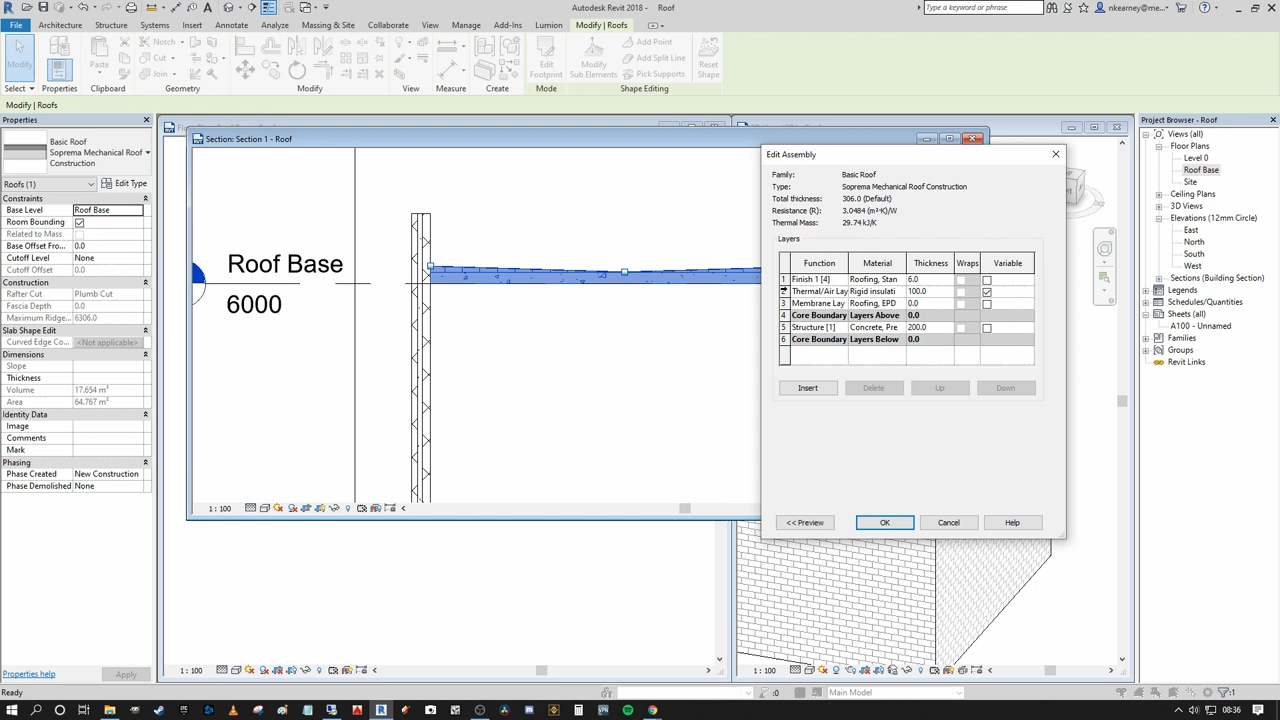 Autodesk Revit 2018 - Roof
Type a keyword or phrase
nkearney@me...
File Architecture Structure Systems Insert Annotate Analyze Massing & Site Collaborate View Manage Add-Ins Lumion Modify | Roofs
Modify
Paste
Notch
Cut
Join
Edit Footprint
Modify Sub Elements
Add Point
Add Split Line
Pick Supports
Reset Shape
Select Properties Clipboard Geometry Modify View Measure Create Mode Shape Editing
Modify | Roofs
Properties
Basic Roof
Soprema Mechanical Roof
Construction
Roofs (1) Edit Type
Constraints
Base Level Roof Base
Room Bounding
Related to Mass
Base Offset Fro... 0.0
Cutoff Level None
Cutoff Offset 0.0
Construction
Rafter Cut Plumb Cut
Fascia Depth 0.0
Maximum Ridge... 6306.0
Slab Shape Edit
Curved Edge Co... <Not applicable>
Dimensions
Slope
Thickness
Volume 17.654 m³
Area 64.767 m²
Identity Data
Image
Comments
Mark
Phasing
Phase Created New Construction
Phase Demolished None
Properties help Apply
Section: Section 1 - Roof
Roof Base
6000
1 : 100
1 : 100
1 : 100
Edit Assembly
Family: Basic Roof
Type: Soprema Mechanical Roof Construction
Total thickness: 306.0 (Default)
Resistance (R): 3.0484 (m²·K)/W
Thermal Mass: 29.74 kJ/K
Layers
Function Material Thickness Wraps Variable
1 Finish 1 [4] Roofing, Stan 6.0
Thermal/Air Lay Rigid insulati 100.0
3 Membrane Lay Roofing, EPD 0.0
4 Core Boundary Layers Above 0.0
5 Structure [1] Concrete, Pre 200.0
6 Core Boundary Layers Below 0.0
Insert Delete Up Down
<< Preview OK Cancel Help
Project Browser - Roof
Views (all)
Floor Plans
Level 0
Roof Base
Site
Ceiling Plans
3D Views
Elevations (12mm Circle)
East
North
South
West
Sections (Building Section)
Legends
Schedules/Quantities
Sheets (all)
A100 - Unnamed
Families
Groups
Revit Links
Ready
:0
Main Model
:1
ENG
08:36